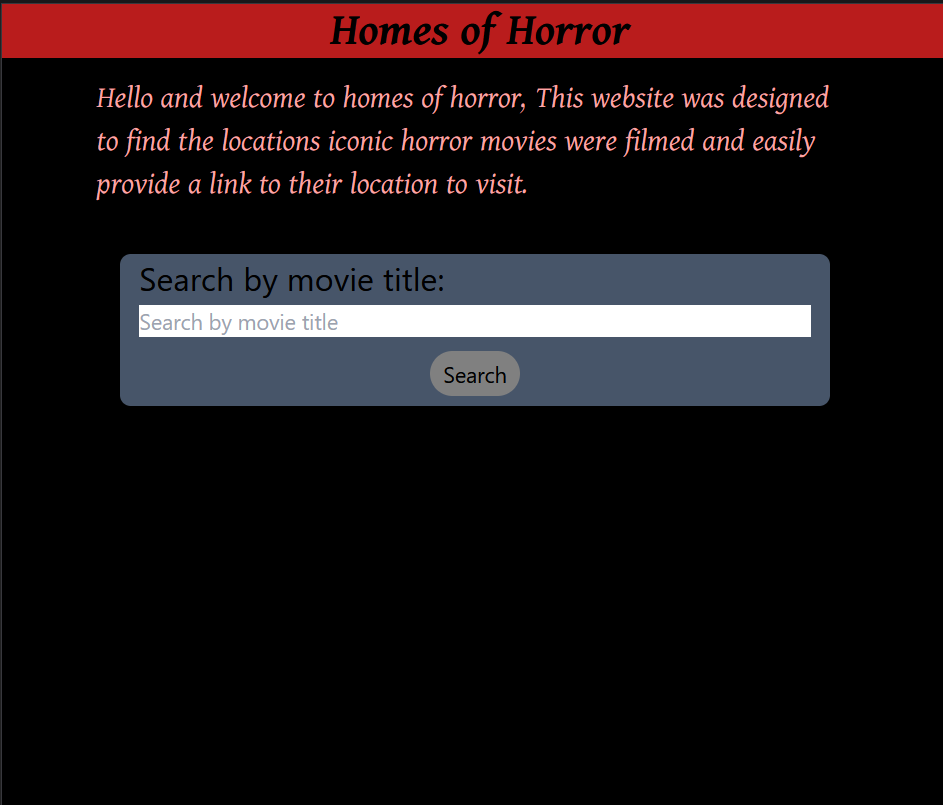 Homes of Horror
Hello and welcome to homes of horror, This website was designed
to find the locations iconic horror movies were filmed and easily
provide a link to their location to visit.
Search by movie title:
Search by movie title
Search